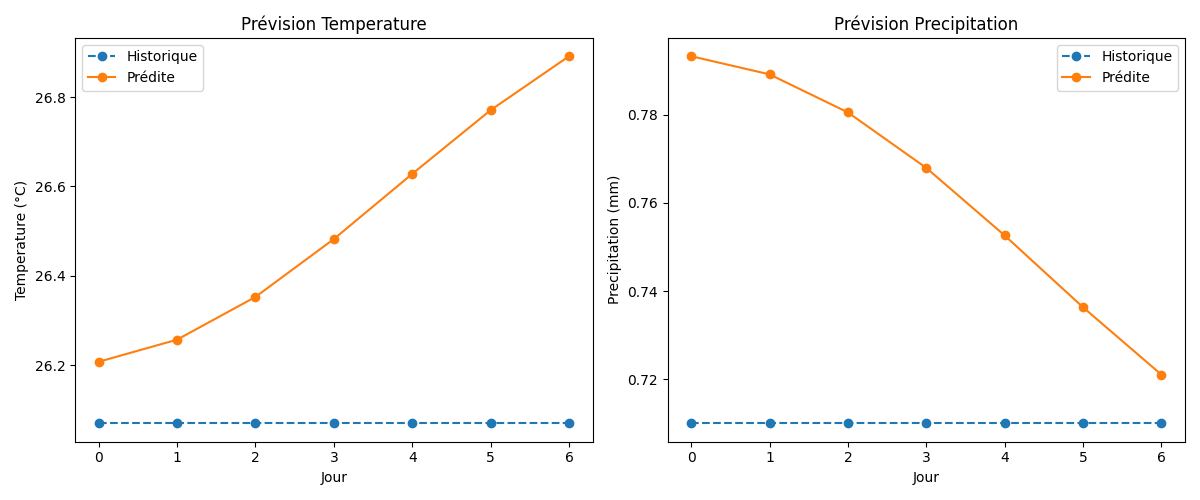 Prévision Temperature
Historique
Prédite
26.8
26.6
26.4
26.2
Temperature (°C)
0 1 2 3 4 5 6
Jour
Prévision Precipitation
Historique
Prédite
0.78
0.76
0.74
0.72
Precipitation (mm)
0 1 2 3 4 5 6
Jour